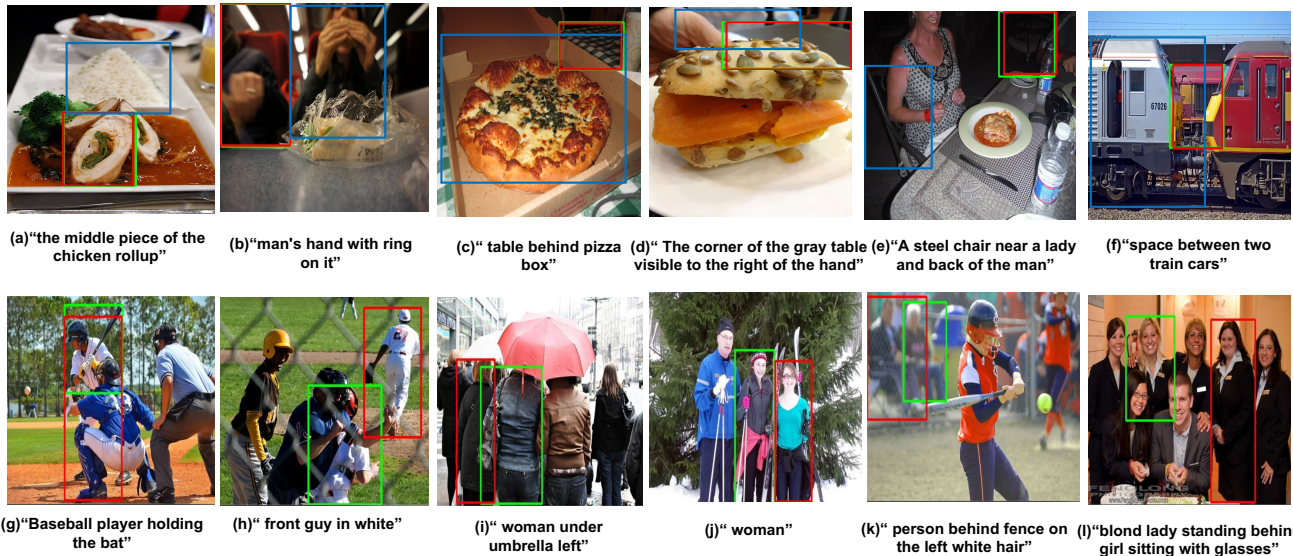 67026
(a)“the middle piece of the
chicken rollup”
(b)“man's hand with ring
on it”
(c)“ table behind pizza
box”
(d)“ The corner of the gray table
visible to the right of the hand”
(e)“A steel chair near a lady
and back of the man”
(f)“space between two
train cars”
2
(g)“Baseball player holding
the bat”
(h)“ front guy in white”
(i)“ woman under
umbrella left”
(j)“ woman”
(k)“ person behind fence on
the left white hair”
(l)“blond lady standing behin
girl sitting with glasses”